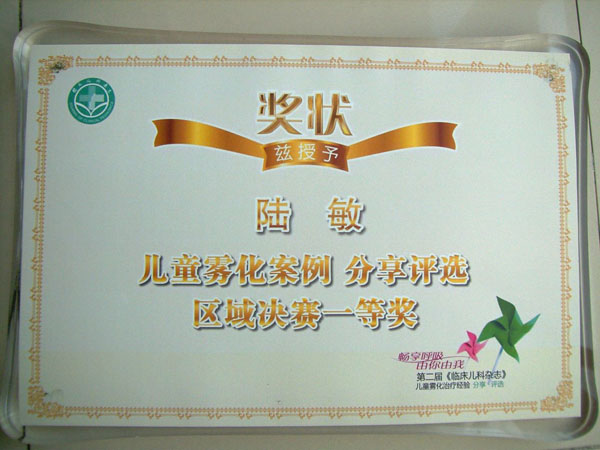 奖状
兹授予
陆 敏
儿童雾化案例 分享评选
区域决赛一等奖
畅享呼吸
由你由我
第二届《临床儿科杂志》
儿童雾化治疗经验 分享 评选